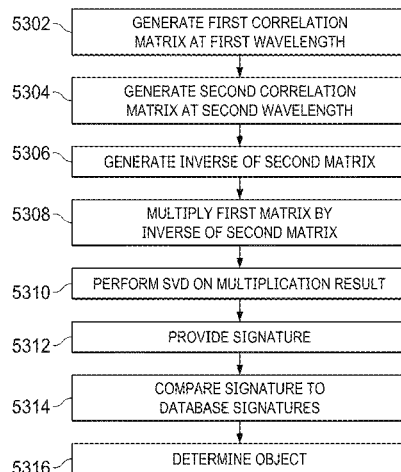 5302
GENERATE FIRST CORRELATION
MATRIX AT FIRST WAVELENGTH
5304
GENERATE SECOND CORRELATION
MATRIX AT SECOND WAVELENGTH
5306
GENERATE INVERSE OF SECOND MATRIX
5308
MULTIPLY FIRST MATRIX BY
INVERSE OF SECOND MATRIX
5310
PERFORM SVD ON MULTIPLICATION RESULT
5312
PROVIDE SIGNATURE
5314
COMPARE SIGNATURE TO
DATABASE SIGNATURES
5316
DETERMINE OBJECT